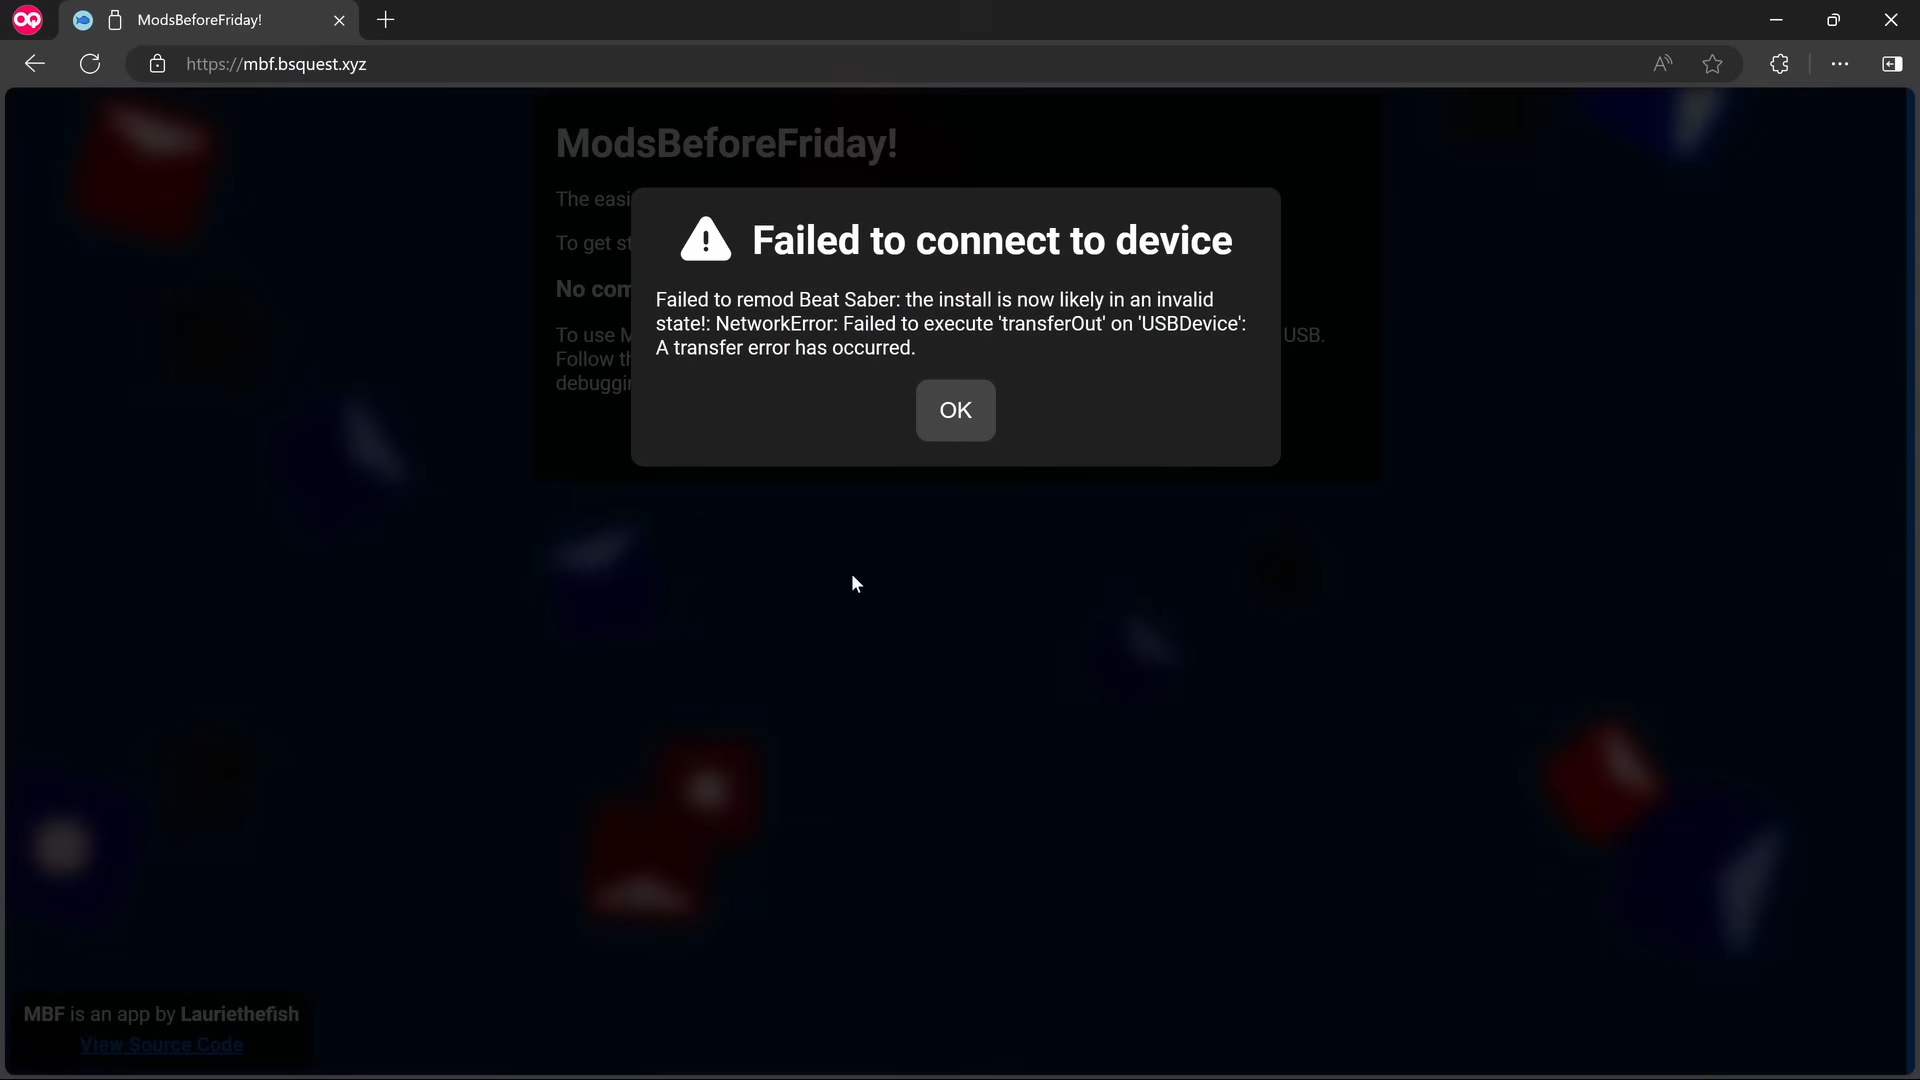 ModsBeforeFriday!
https://mbf.bsquest.xyz
ModsBeforeFriday!
The easi
To get st
No com
To use M
USB.
Follow th
debuggin
Failed to connect to device
Failed to remod Beat Saber: the install is now likely in an invalid
state!: NetworkError: Failed to execute 'transferOut' on 'USBDevice':
A transfer error has occurred.
OK
MBF is an app by Lauriethefish
View Source Code